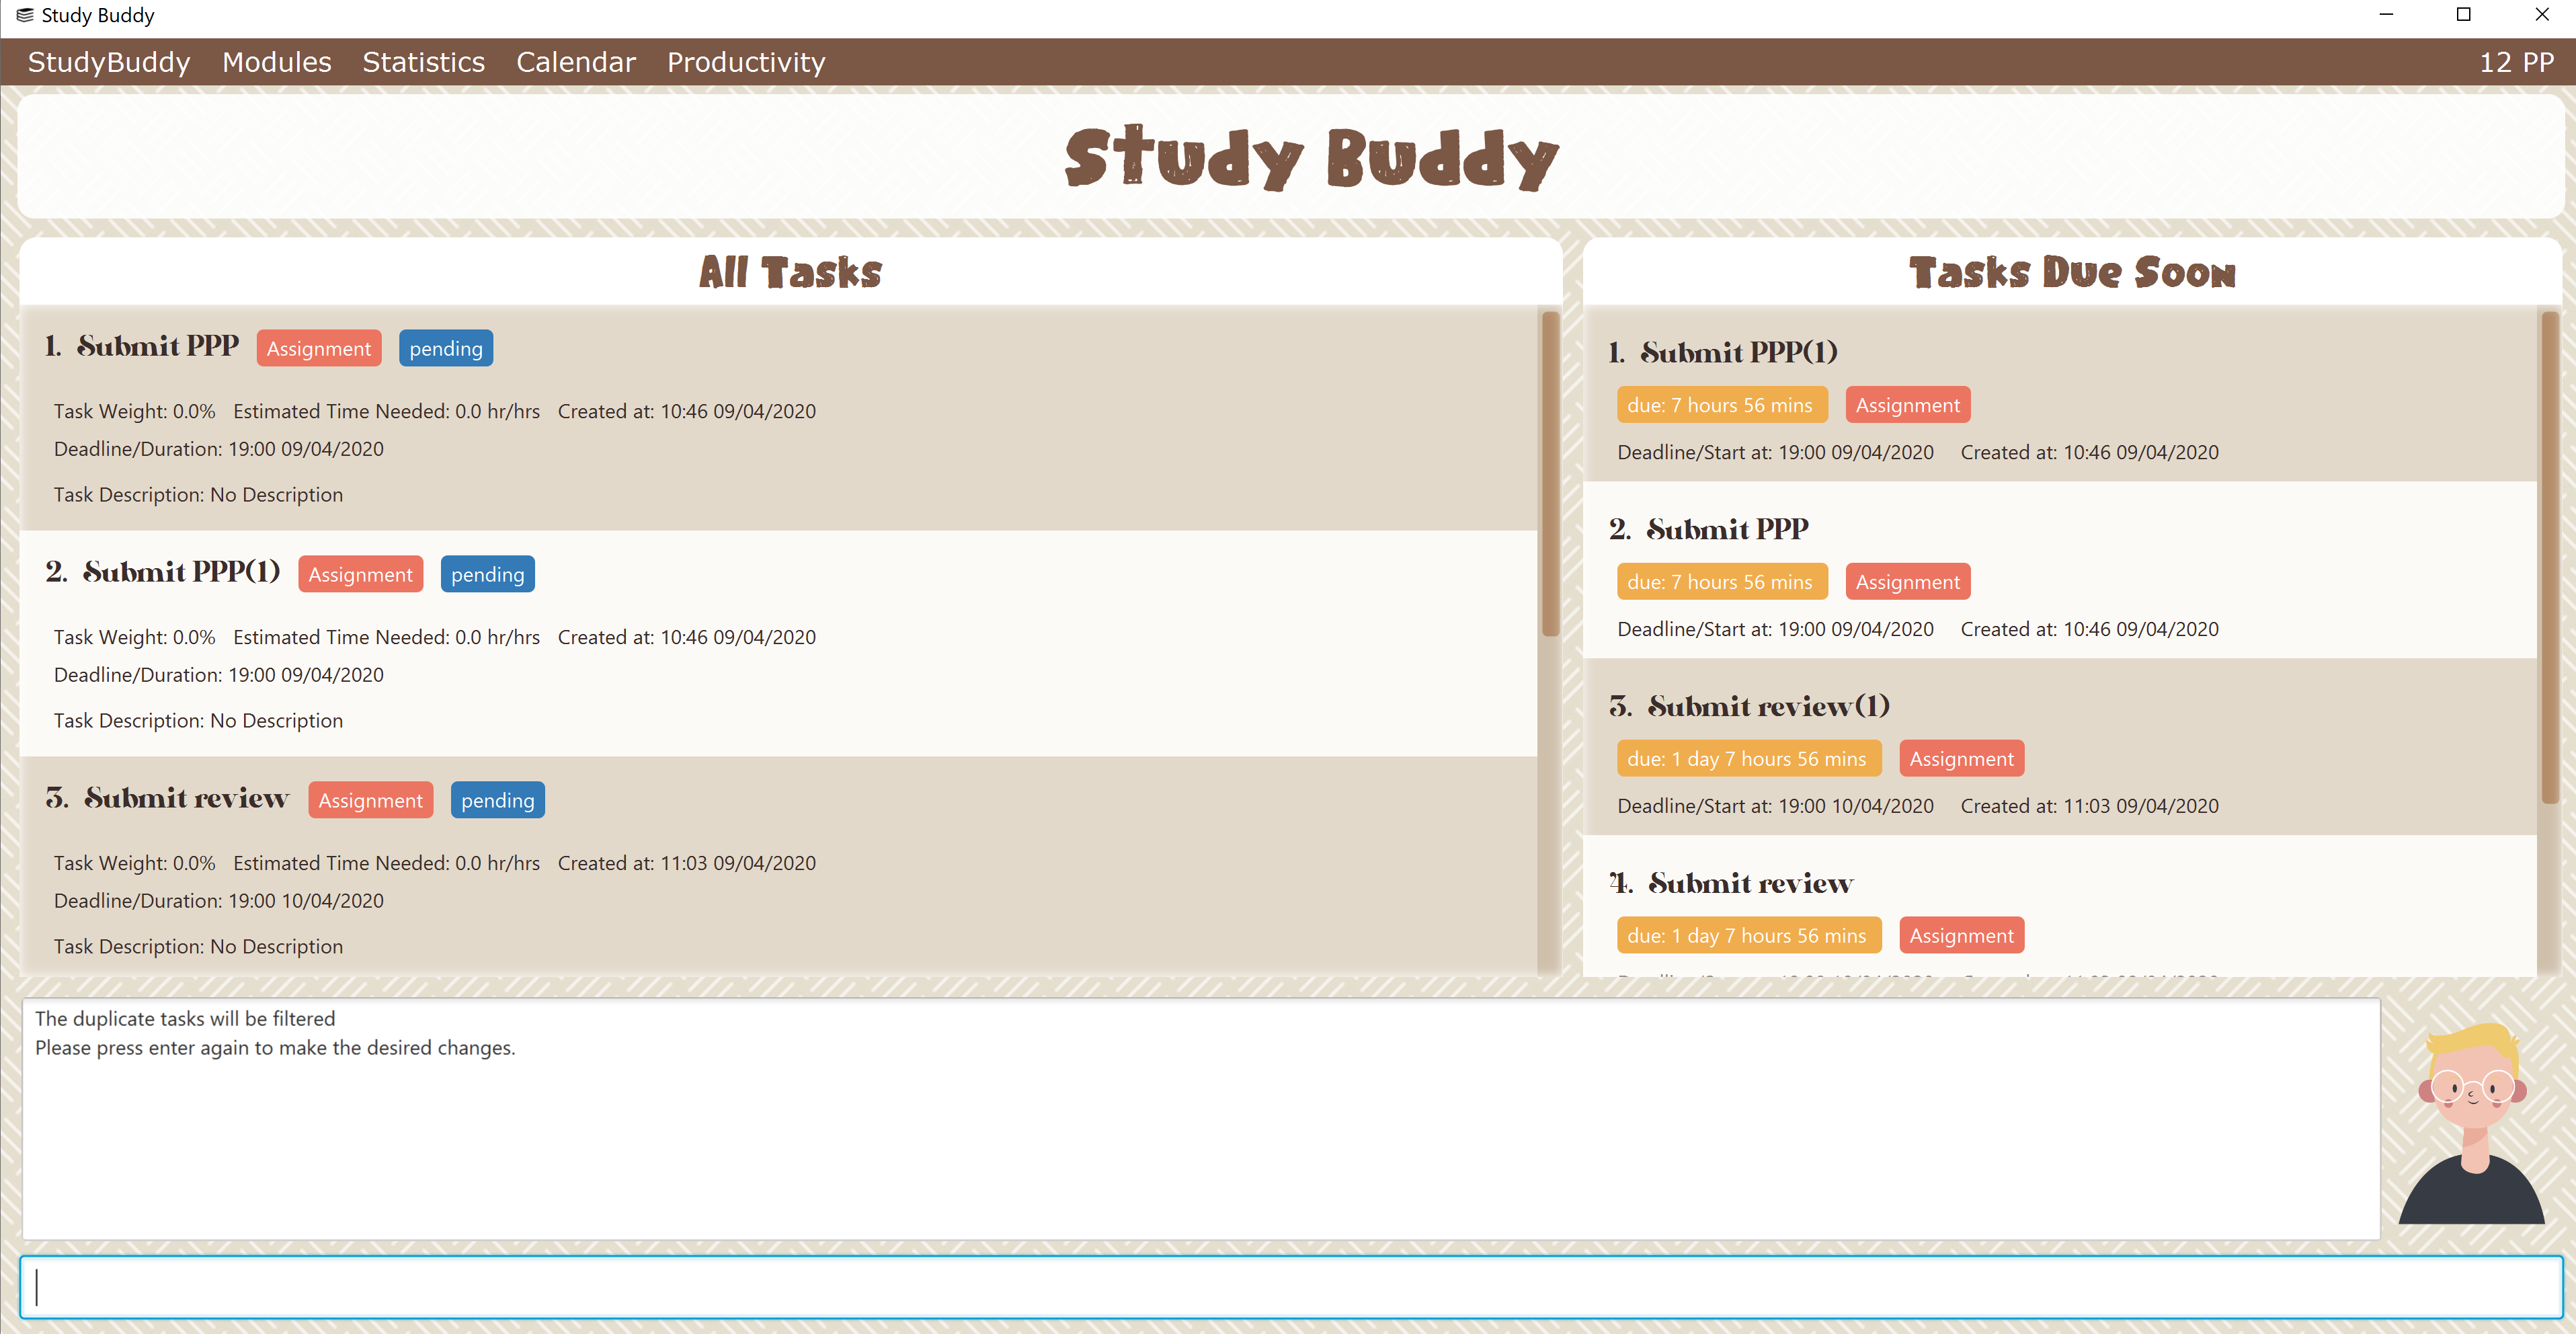 Study Buddy
StudyBuddy Modules Statistics Calendar Productivity 12 PP
Study Buddy
All Tasks
1. Submit PPP Assignment pending
Task Weight: 0.0% Estimated Time Needed: 0.0 hr/hrs Created at: 10:46 09/04/2020
Deadline/Duration: 19:00 09/04/2020
Task Description: No Description
2. Submit PPP(1) Assignment pending
Task Weight: 0.0% Estimated Time Needed: 0.0 hr/hrs Created at: 10:46 09/04/2020
Deadline/Duration: 19:00 09/04/2020
Task Description: No Description
3. Submit review Assignment pending
Task Weight: 0.0% Estimated Time Needed: 0.0 hr/hrs Created at: 11:03 09/04/2020
Deadline/Duration: 19:00 10/04/2020
Task Description: No Description
Tasks Due Soon
1. Submit PPP(1)
due: 7 hours 56 mins Assignment
Deadline/Start at: 19:00 09/04/2020 Created at: 10:46 09/04/2020
2. Submit PPP
due: 7 hours 56 mins Assignment
Deadline/Start at: 19:00 09/04/2020 Created at: 10:46 09/04/2020
3. Submit review(1)
due: 1 day 7 hours 56 mins Assignment
Deadline/Start at: 19:00 10/04/2020 Created at: 11:03 09/04/2020
4. Submit review
due: 1 day 7 hours 56 mins Assignment
The duplicate tasks will be filtered
Please press enter again to make the desired changes.